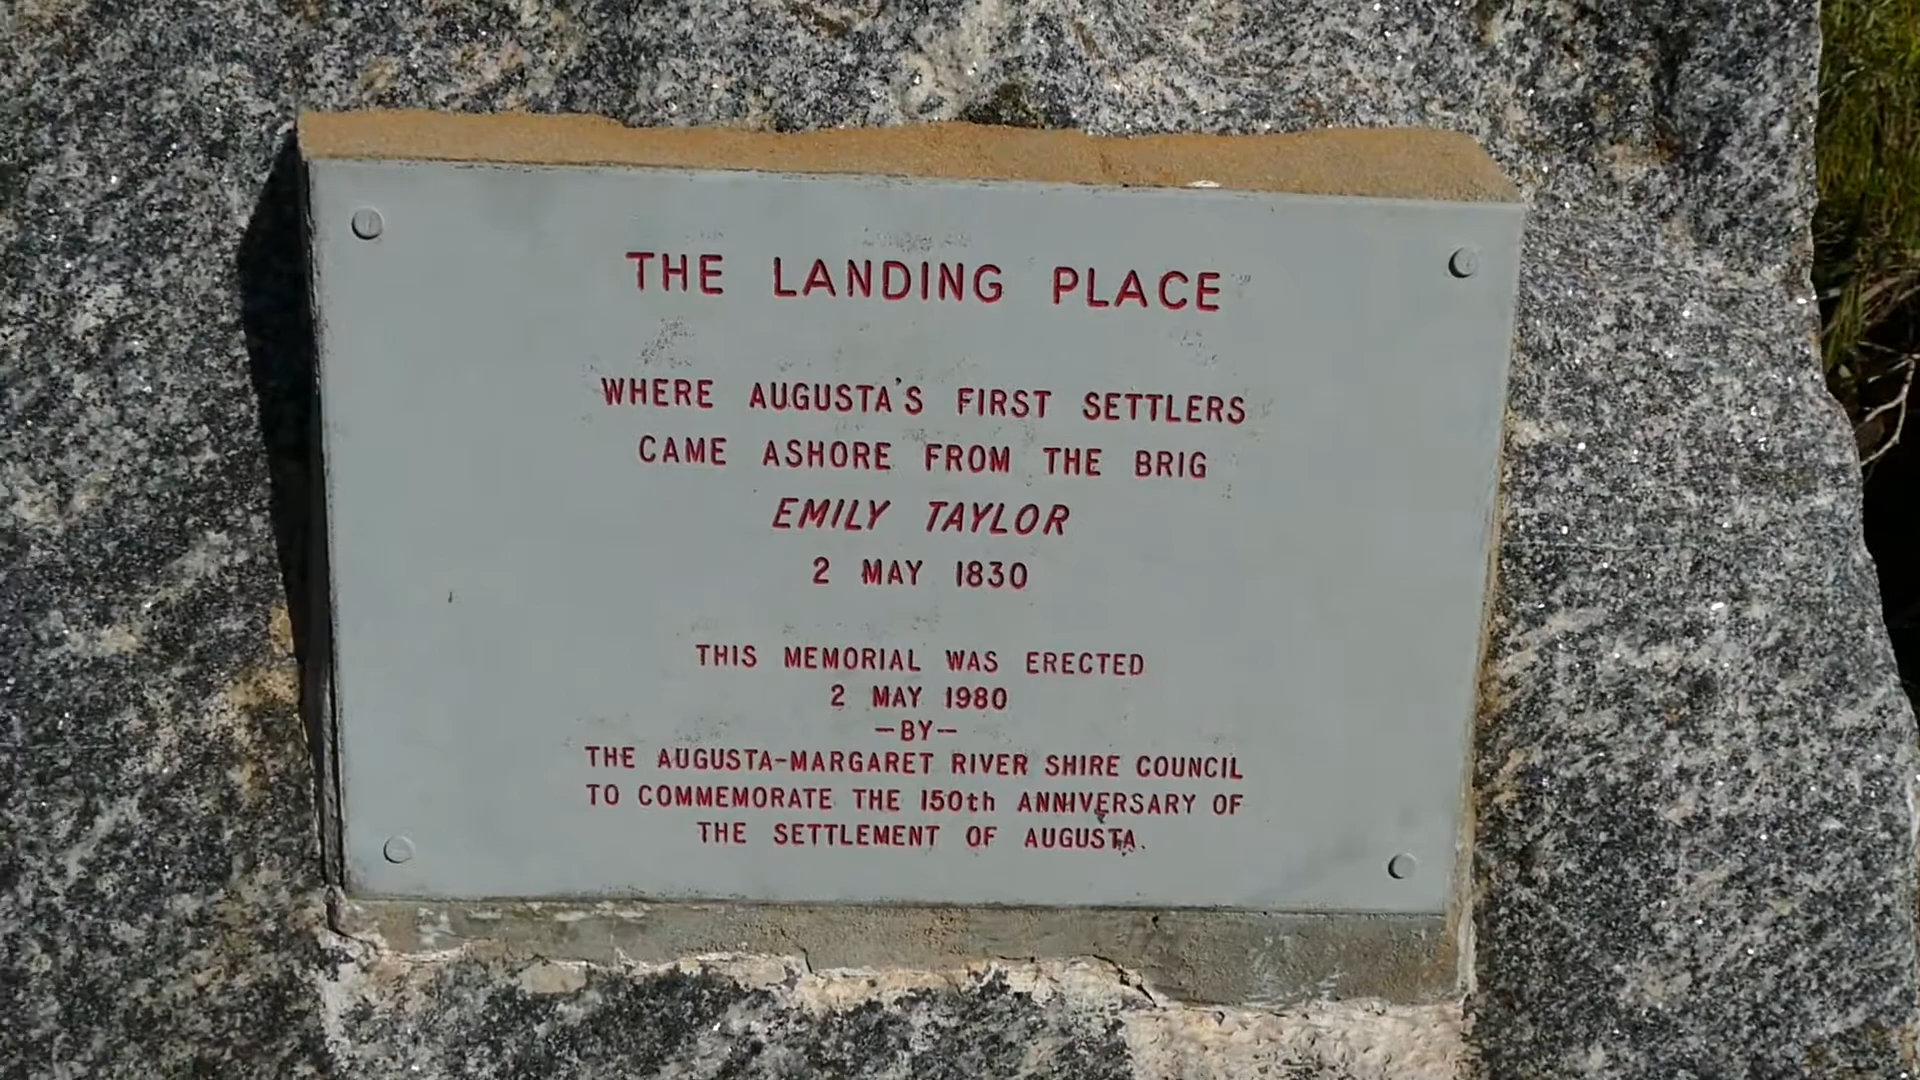 THE LANDING PLACE
WHERE AUGUSTA'S FIRST SETTLERS
CAME ASHORE FROM THE BRIG
EMILY TAYLOR
2 MAY 1830
THIS MEMORIAL WAS ERECTED
2 MAY 1980
—BY—
THE AUGUSTA-MARGARET RIVER SHIRE COUNCIL
TO COMMEMORATE THE 150th ANNIVERSARY OF
THE SETTLEMENT OF AUGUSTA.